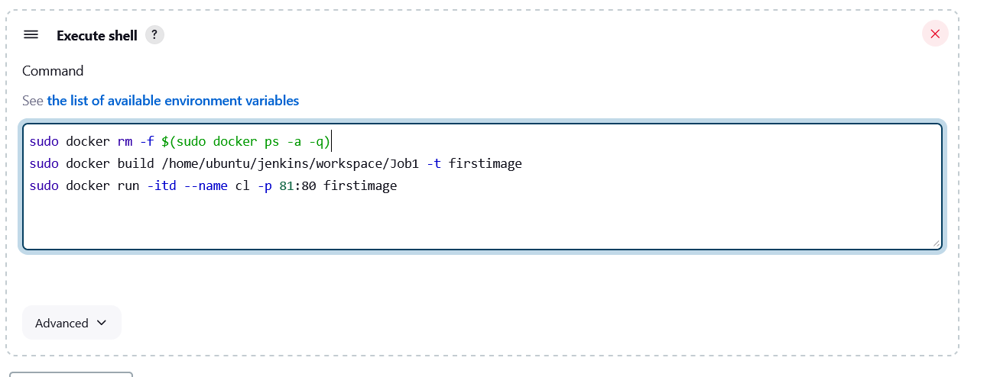 Execute shell ?
Command
See the list of available environment variables
sudo docker rm -f $(sudo docker ps -a -q)
sudo docker build /home/ubuntu/jenkins/workspace/Job1 -t firstimage
sudo docker run -itd --name cl -p 81:80 firstimage
Advanced